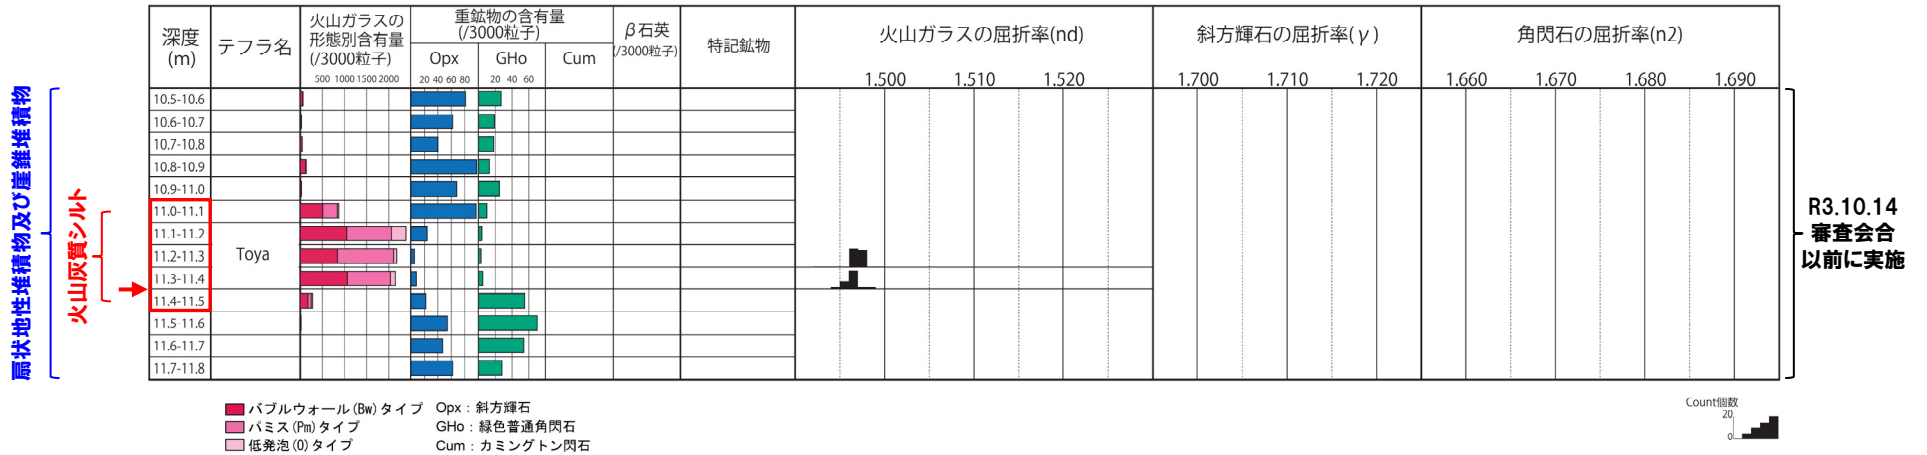 深度
(m)
テフラ名
火山ガラスの
形態別含有量
(/3000粒子)
500 1000 1500 2000
重鉱物の含有量
(/3000粒子)
Opx
GHo
Cum
20 40 60 80
20 40 60
β石英
(/3000粒子)
特記鉱物
火山ガラスの屈折率(nd)
1.500 1.510 1.520
斜方輝石の屈折率(γ)
1.700 1.710 1.720
角閃石の屈折率(n2)
1.660 1.670 1.680 1.690
10.5-10.6
10.6-10.7
10.7-10.8
10.8-10.9
10.9-11.0
11.0-11.1
11.1-11.2
11.2-11.3
11.3-11.4
11.4-11.5
11.5-11.6
11.6-11.7
11.7-11.8
Toya
扇状地性堆積物及び崖錐堆積物
火山灰質シルト
R3.10.14
審査会合
以前に実施
バブルウォール(Bw)タイプ
パミス(Pm)タイプ
低発泡(O)タイプ
Opx：斜方輝石
GHo：緑色普通角閃石
Cum：カミングトン閃石
Count個数
20
0